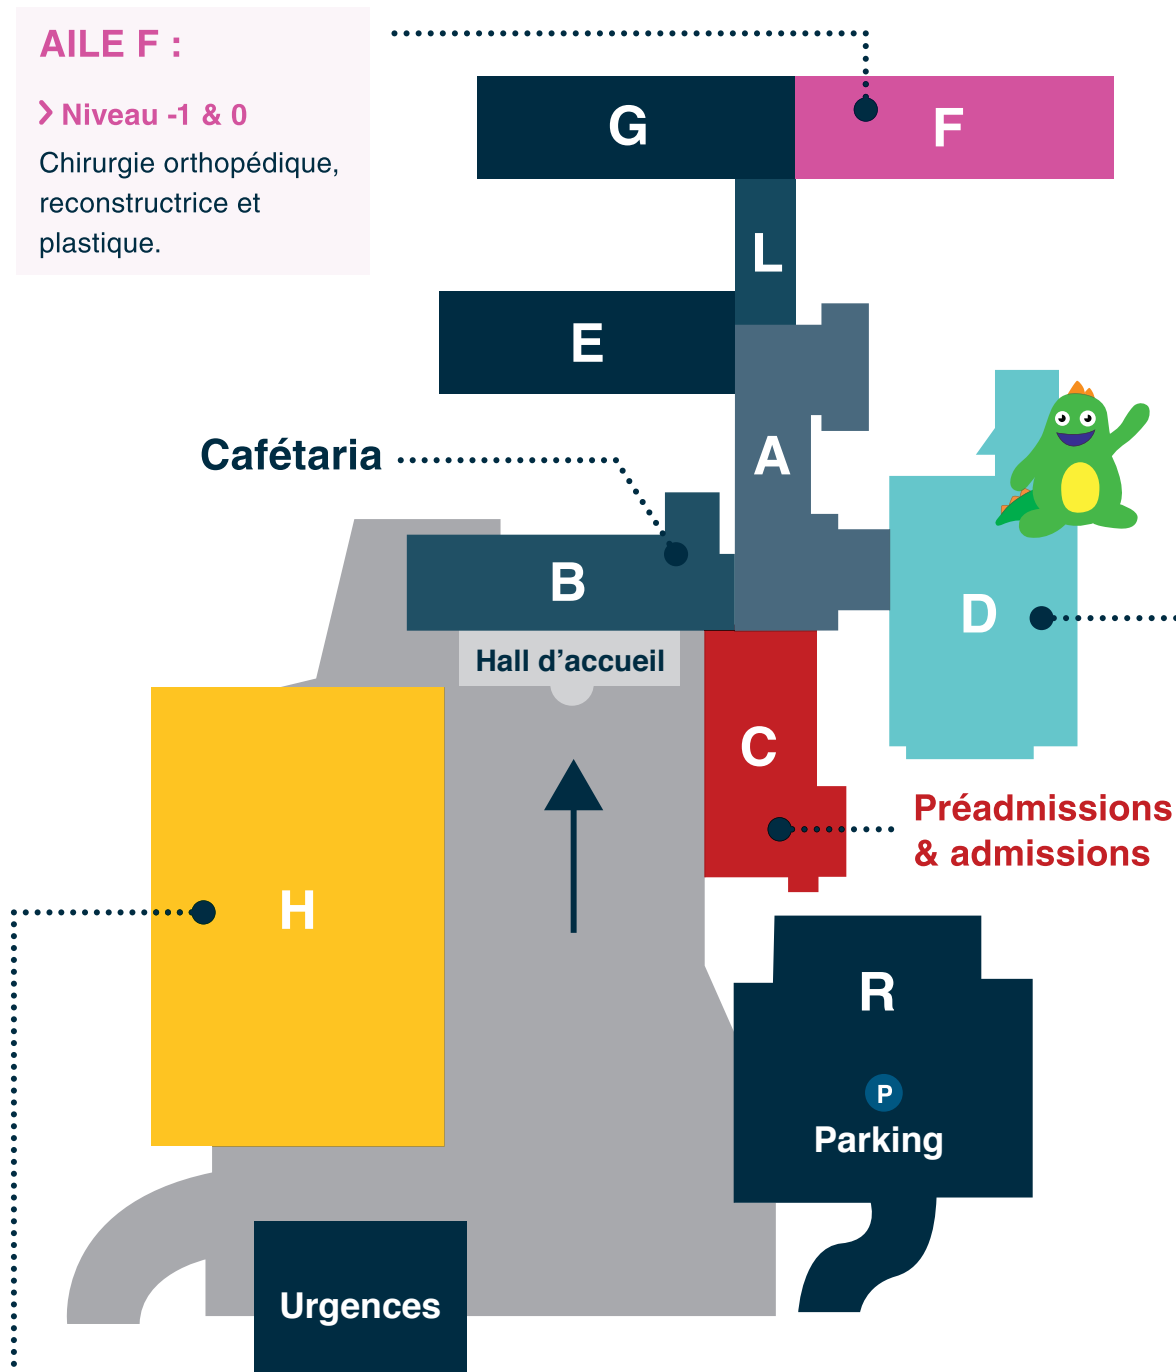 AILE F :
Niveau -1 & 0
Chirurgie orthopédique,
reconstructrice et
plastique.
G
F
L
E
Cafétaria
A
B
D
Hall d’accueil
C
Préadmissions
& admissions
H
R
P
Parking
Urgences